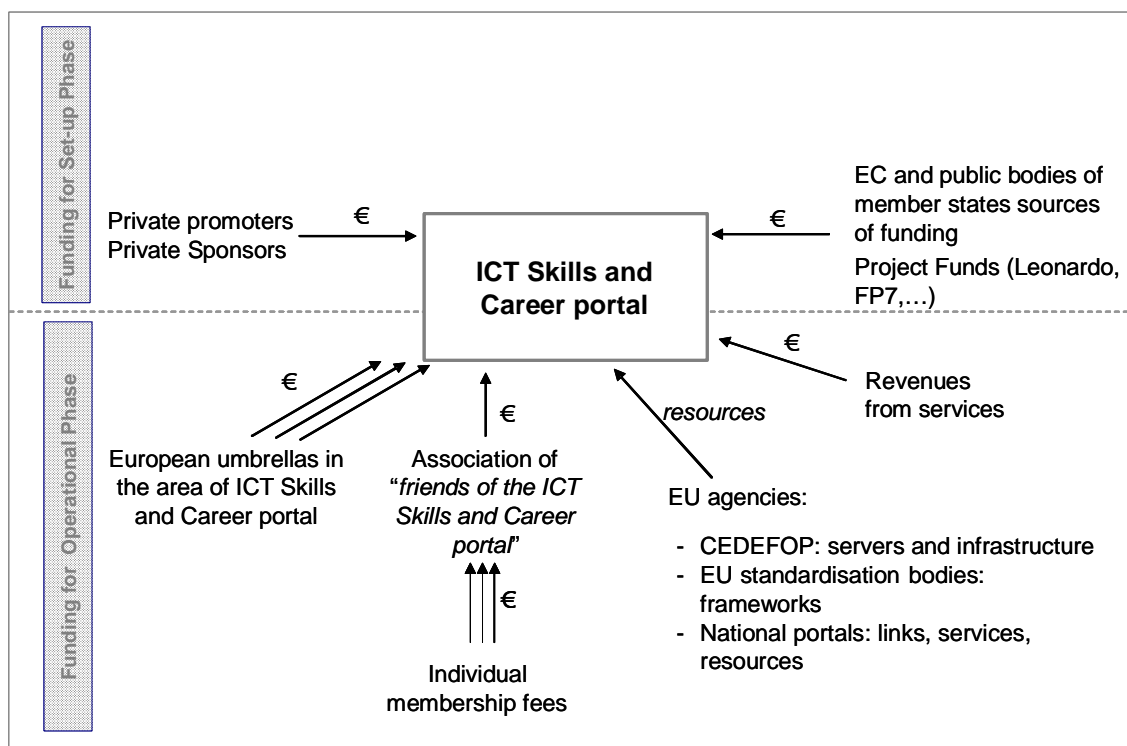 Funding for Set-up Phase
Private promoters
Private Sponsors
€
ICT Skills and
Career portal
€
EC and public bodies of
member states sources
of funding
Project Funds (Leonardo,
FP7,…)
Funding for Operational Phase
€
European umbrellas in
the area of ICT Skills
and Career portal
€
Association of
“friends of the ICT
Skills and Career
portal”
€
Individual
membership fees
resources
EU agencies:
- CEDEFOP: servers and infrastructure
- EU standardisation bodies:
frameworks
- National portals: links, services,
resources
€
Revenues
from services